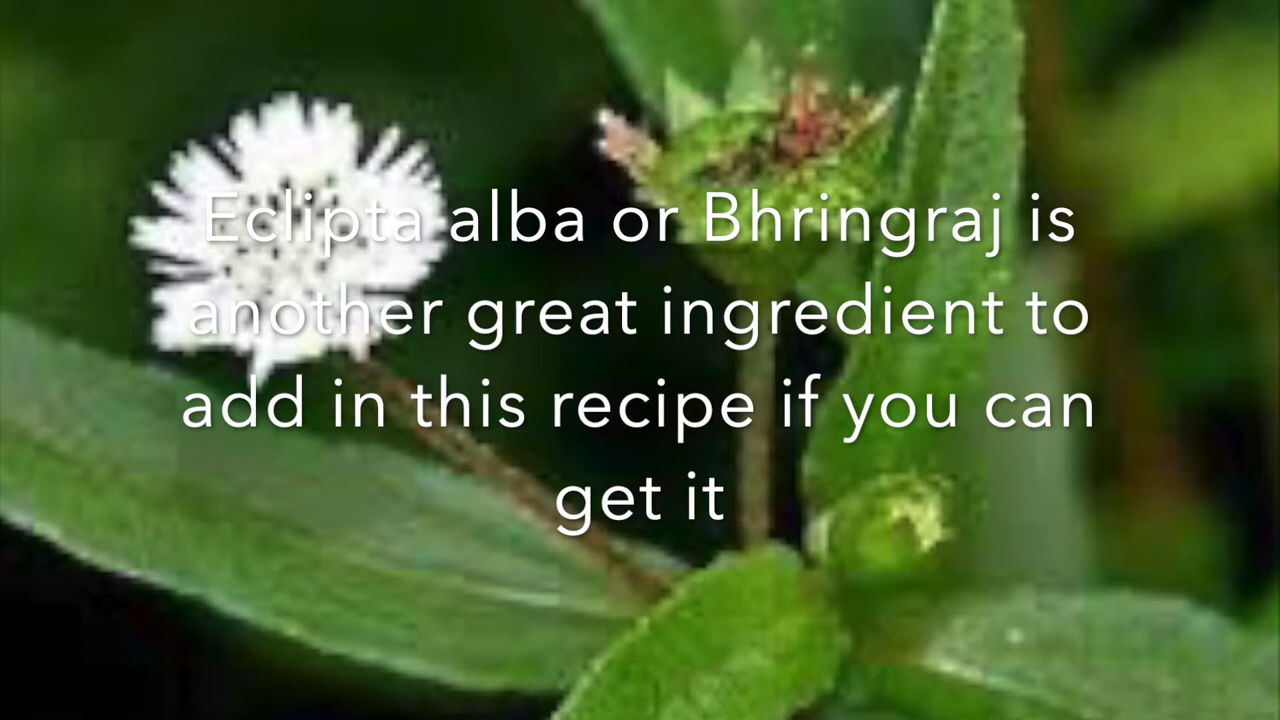 Eclipta alba or Bhringraj is
another great ingredient to
add in this recipe if you can
get it